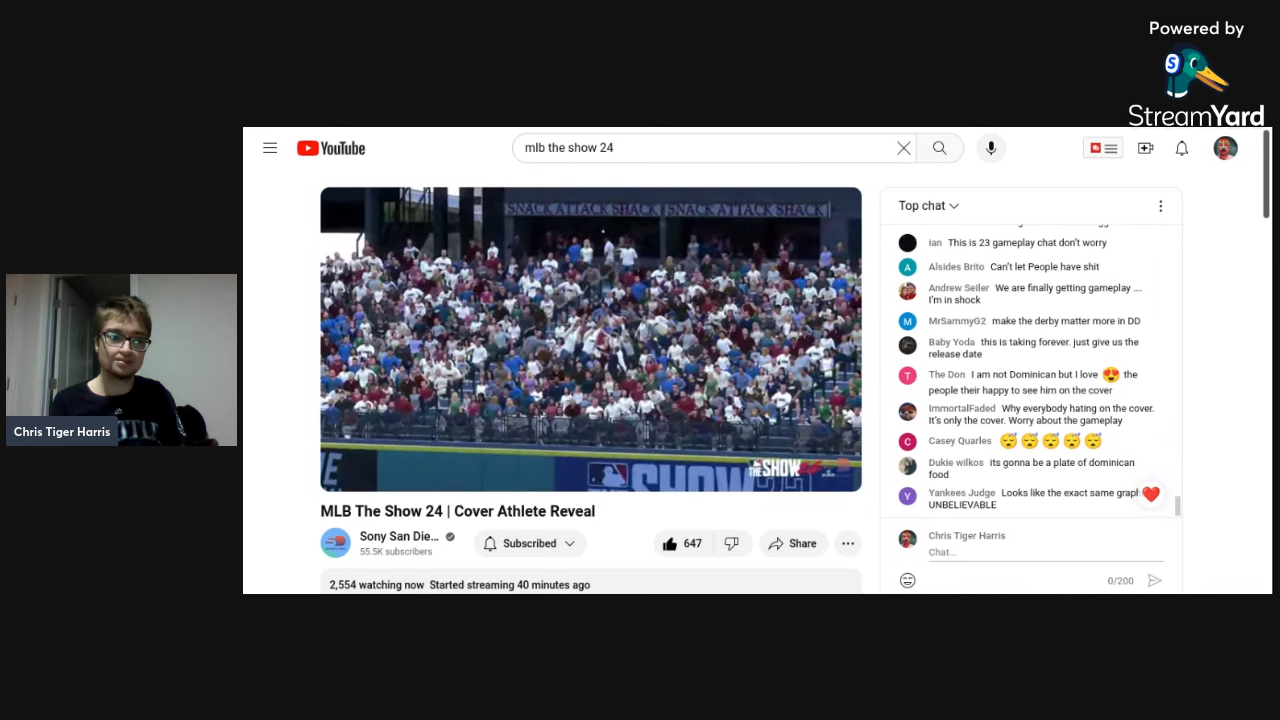 Powered by
S
StreamYard
YouTube
mlb the show 24
SNACK ATTACK SHACK SNACK ATTACK SHACK
THE SHOW
SHOW 24
MLB The Show 24 | Cover Athlete Reveal
Sony San Die...
55.5K subscribers
Subscribed
647
Share
2,554 watching now Started streaming 40 minutes ago
Top chat
ian This is 23 gameplay chat don't worry
A
Alsides Brito Can't let People have shit
Andrew Seiler We are finally getting gameplay ....
I'm in shock
M
MrSammyG2 make the derby matter more in DD
Baby Yoda this is taking forever. just give us the
release date
T
The Don I am not Dominican but I love 😍 the
people their happy to see him on the cover
ImmortalFaded Why everybody hating on the cover.
It's only the cover. Worry about the gameplay
C
Casey Quarles 😴😴😴😴😴
Dukie wilkos its gonna be a plate of dominican
food
Y
Yankees Judge Looks like the exact same graph
UNBELIEVABLE
Chris Tiger Harris
Chat...
0/200
Chris Tiger Harris